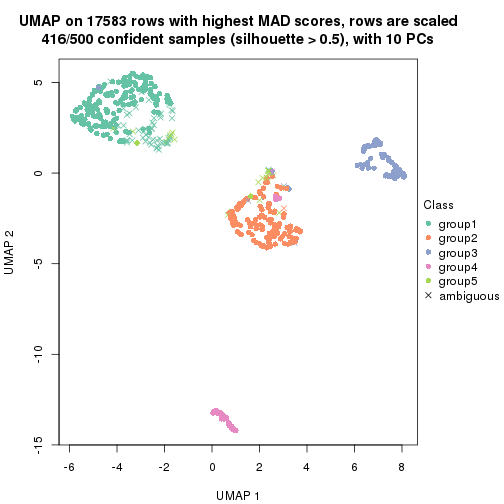 UMAP on 17583 rows with highest MAD scores, rows are scaled
416/500 confident samples (silhouette > 0.5), with 10 PCs
5
0
-5
-10
-15
UMAP 2
-6
-4
-2
0
2
4
6
8
UMAP 1
Class
group1
group2
group3
group4
group5
ambiguous